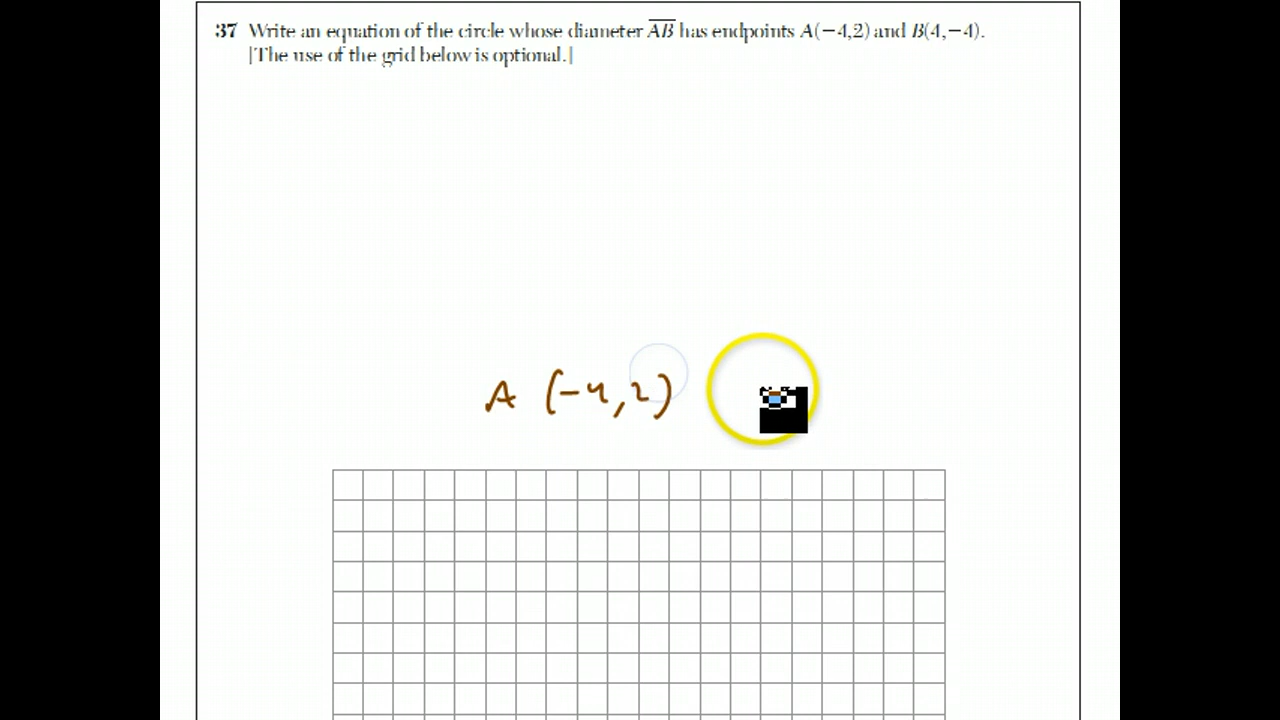 37 Write an equation of the circle whose diameter AB has endpoints A(−4,2) and B(4,−4).
[The use of the grid below is optional.]
A (-4,2)